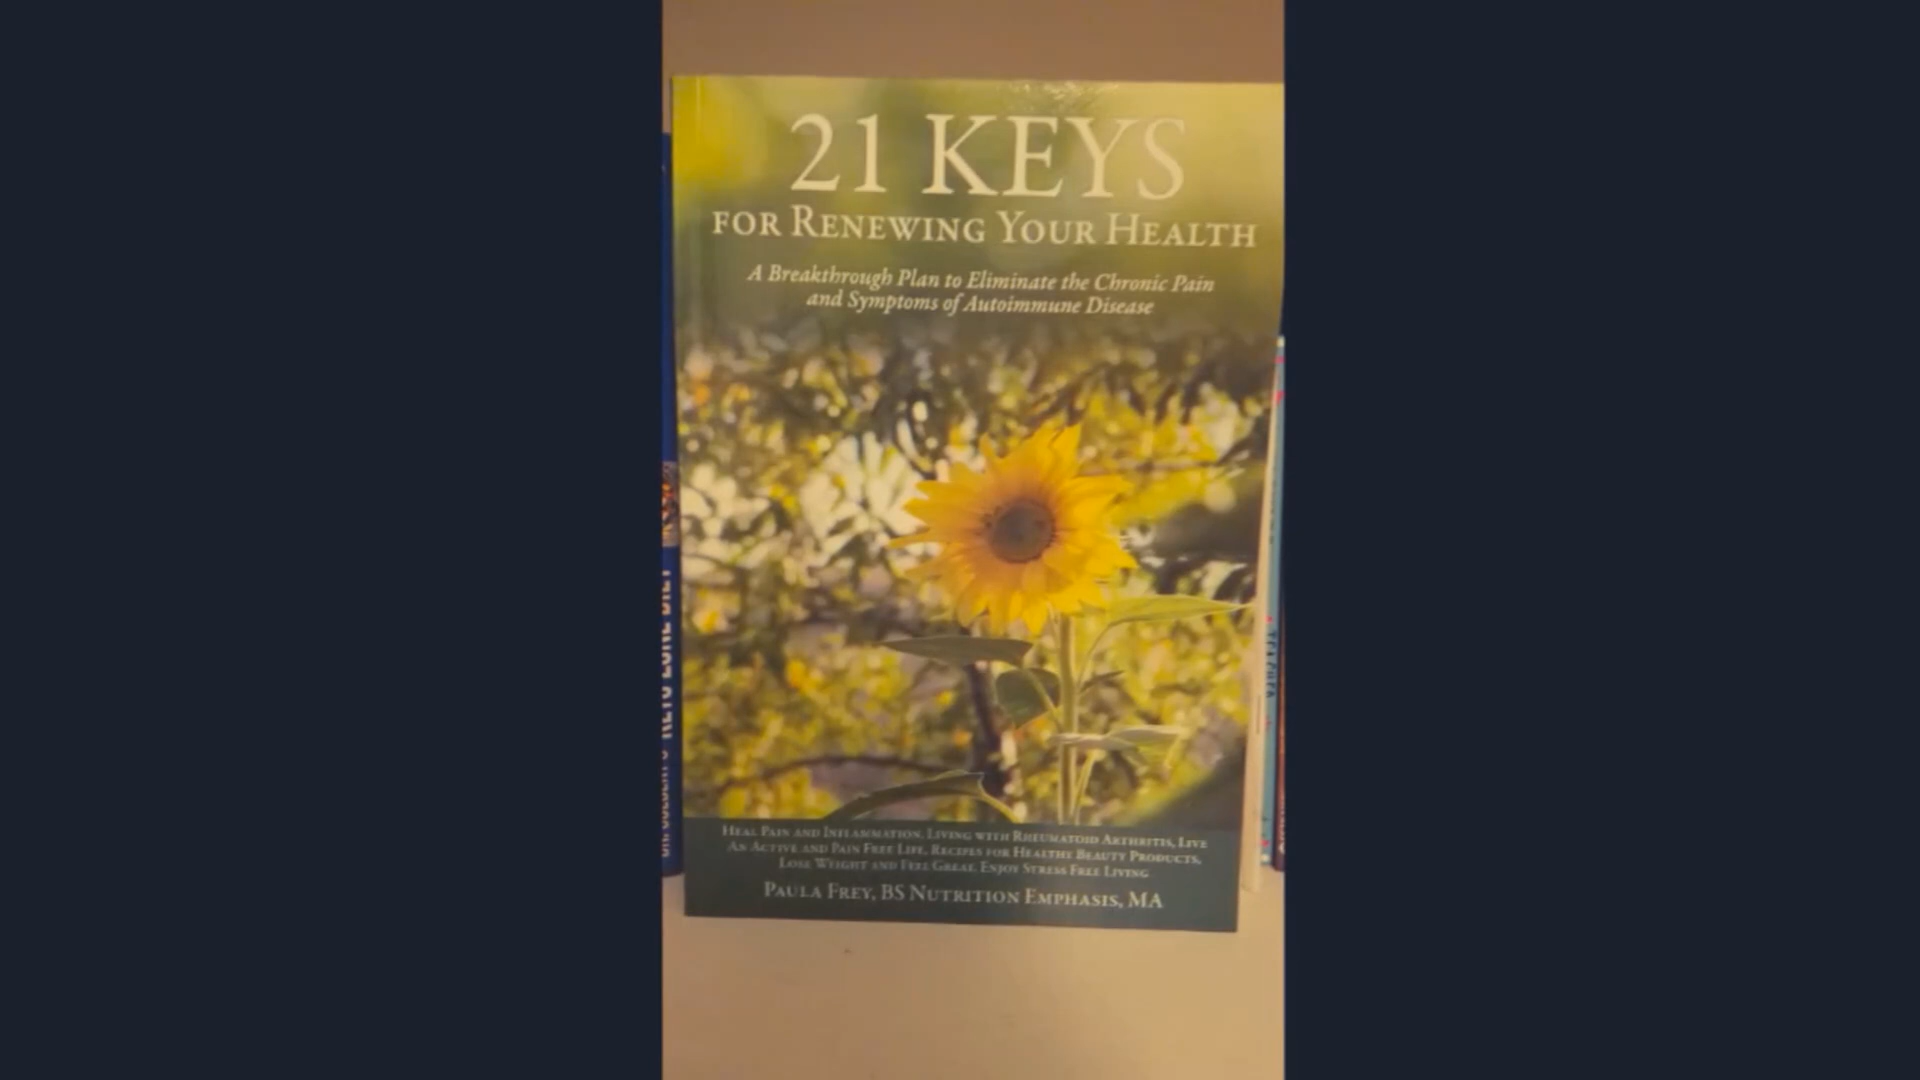 21 KEYS
FOR RENEWING YOUR HEALTH
A Breakthrough Plan to Eliminate the Chronic Pain
and Symptoms of Autoimmune Disease
HEAL PAIN AND INFLAMMATION, LIVING WITH RHEUMATOID ARTHRITIS, LIVE
AN ACTIVE AND PAIN FREE LIFE, RECIPES FOR HEALTHY BEAUTY PRODUCTS,
LOSE WEIGHT AND FEEL GREAT, ENJOY STRESS FREE LIVING
PAULA FREY, BS NUTRITION EMPHASIS, MA
KETO ZONE DIET